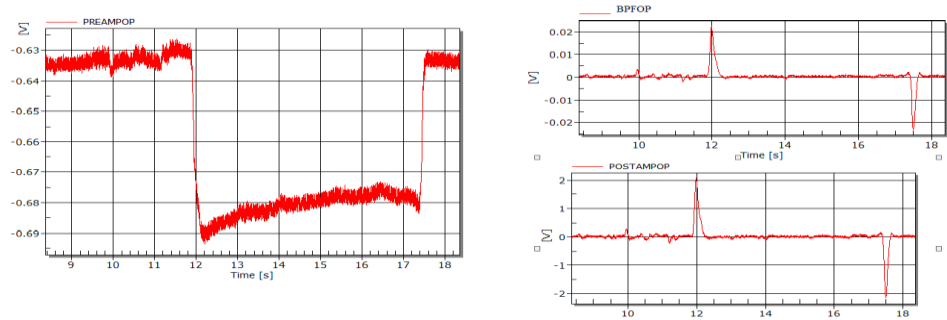 PREAMPOP
[V]
-0.63
-0.64
-0.65
-0.66
-0.67
-0.68
-0.69
9 10 11 12 13 14 15 16 17 18
Time [s]
BPFOP
[V]
0.02
0.01
0
-0.01
-0.02
10 12 14 16 18
Time [s]
POSTAMPOP
[V]
2
1
0
-1
-2
10 12 14 16 18